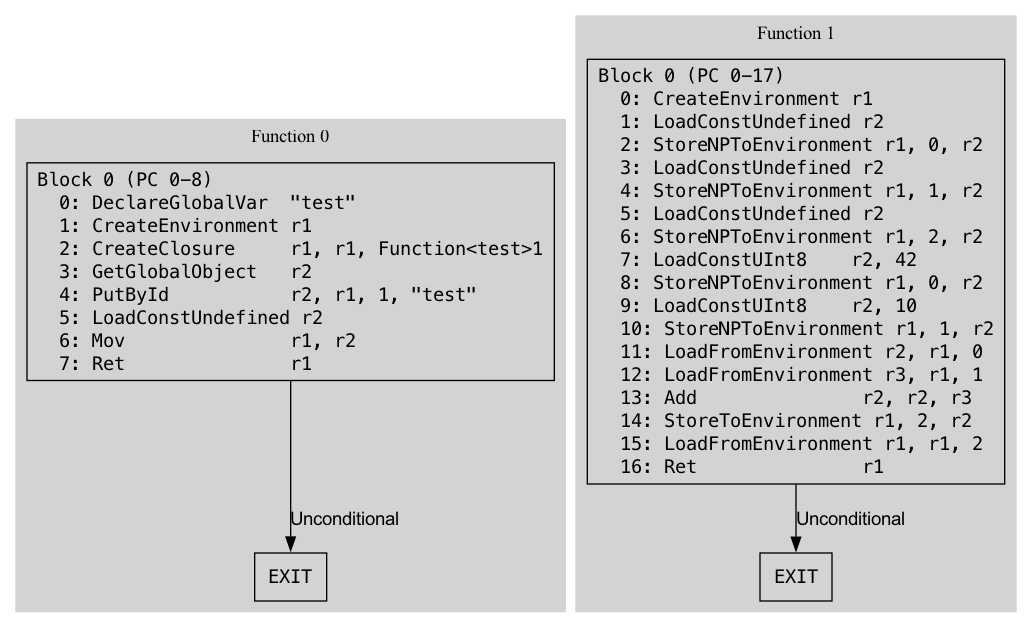 Function 0
Block 0 (PC 0-8)
0: DeclareGlobalVar "test"
1: CreateEnvironment r1
2: CreateClosure r1, r1, Function<test>1
3: GetGlobalObject r2
4: PutById r2, r1, 1, "test"
5: LoadConstUndefined r2
6: Mov r1, r2
7: Ret r1
Unconditional
EXIT
Function 1
Block 0 (PC 0-17)
0: CreateEnvironment r1
1: LoadConstUndefined r2
2: StoreNPToEnvironment r1, 0, r2
3: LoadConstUndefined r2
4: StoreNPToEnvironment r1, 1, r2
5: LoadConstUndefined r2
6: StoreNPToEnvironment r1, 2, r2
7: LoadConstUInt8 r2, 42
8: StoreNPToEnvironment r1, 0, r2
9: LoadConstUInt8 r2, 10
10: StoreNPToEnvironment r1, 1, r2
11: LoadFromEnvironment r2, r1, 0
12: LoadFromEnvironment r3, r1, 1
13: Add r2, r2, r3
14: StoreToEnvironment r1, 2, r2
15: LoadFromEnvironment r1, r1, 2
16: Ret r1
Unconditional
EXIT